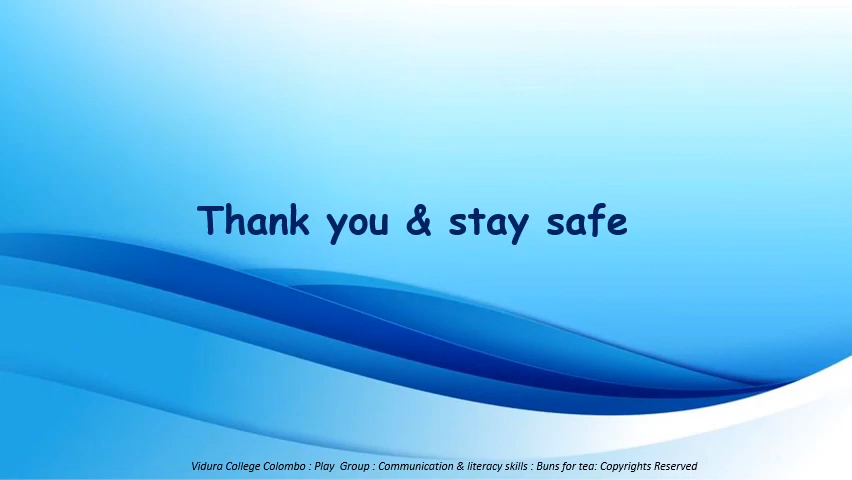 Thank you & stay safe
Vidura College Colombo : Play  Group : Communication & literacy skills : Buns for tea: Copyrights Reserved